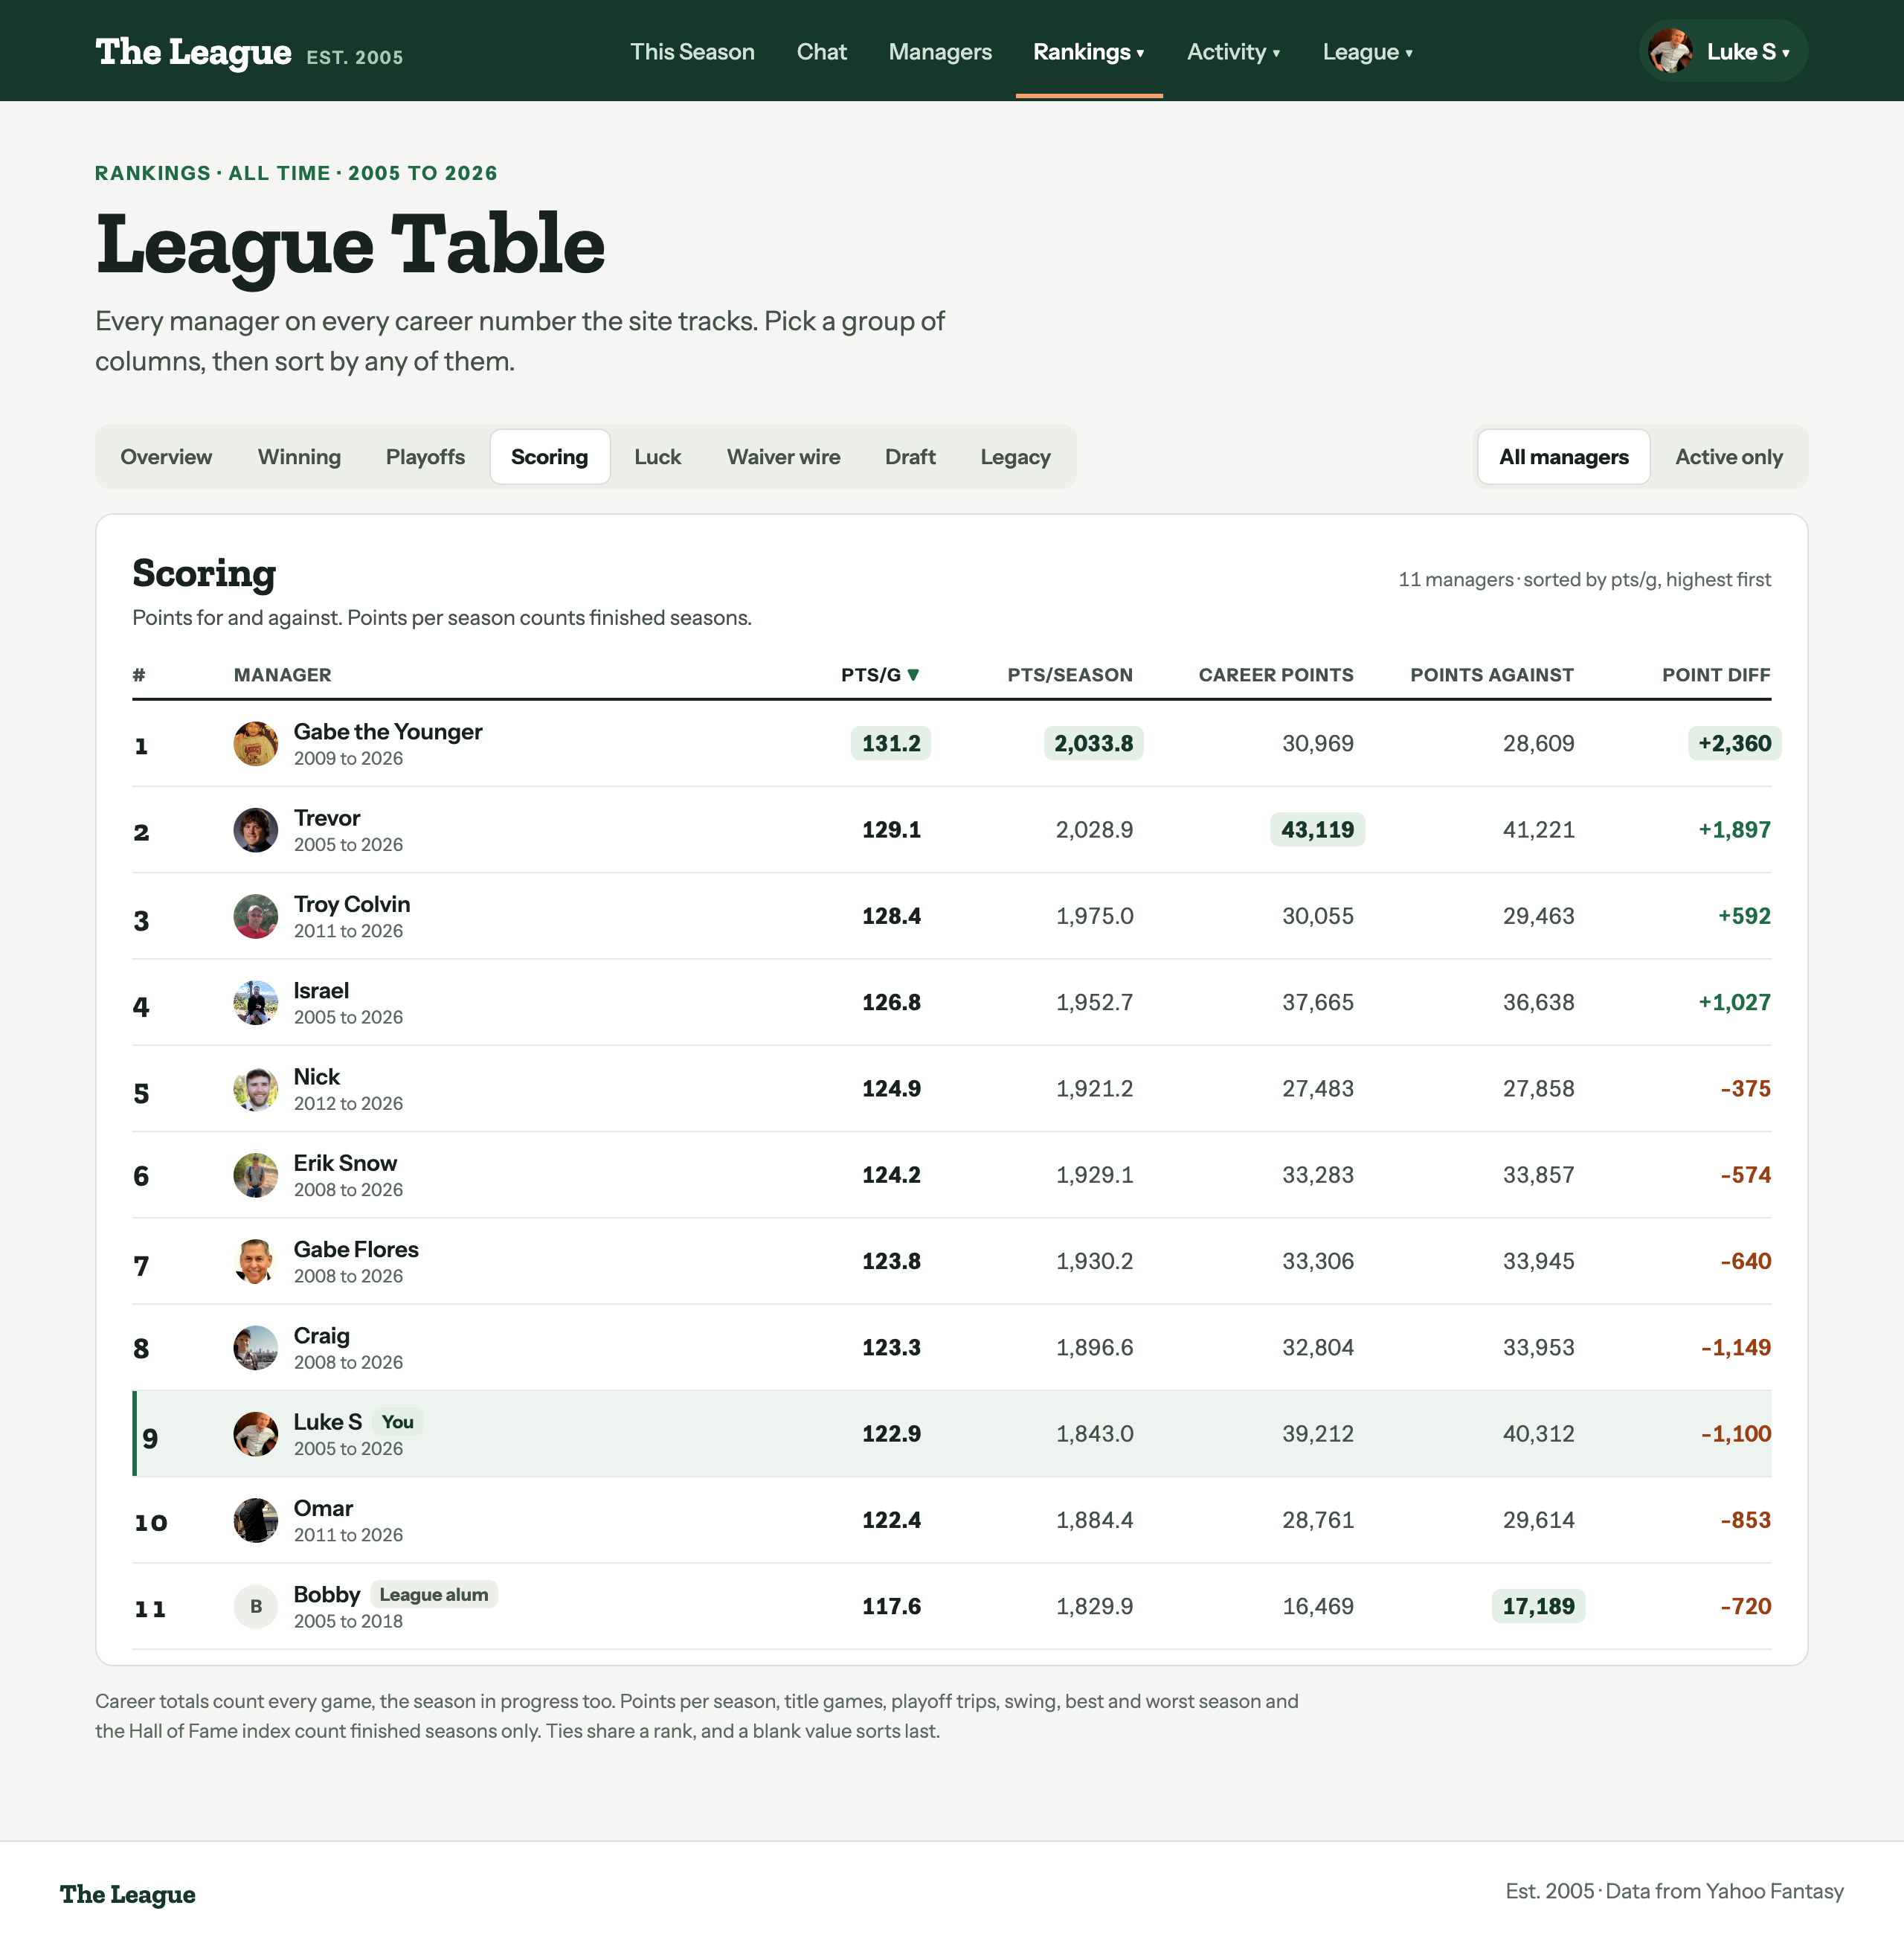 The League EST. 2005
This Season Chat Managers Rankings ▾ Activity ▾ League ▾
Luke S ▾
RANKINGS · ALL TIME · 2005 TO 2026
League Table
Every manager on every career number the site tracks. Pick a group of
columns, then sort by any of them.
Overview Winning Playoffs Scoring Luck Waiver wire Draft Legacy
All managers Active only
Scoring
11 managers · sorted by pts/g, highest first
Points for and against. Points per season counts finished seasons.
# MANAGER PTS/G ▼ PTS/SEASON CAREER POINTS POINTS AGAINST POINT DIFF
1 Gabe the Younger 131.2 2,033.8 30,969 28,609 +2,360
2009 to 2026
2 Trevor 129.1 2,028.9 43,119 41,221 +1,897
2005 to 2026
3 Troy Colvin 128.4 1,975.0 30,055 29,463 +592
2011 to 2026
4 Israel 126.8 1,952.7 37,665 36,638 +1,027
2005 to 2026
5 Nick 124.9 1,921.2 27,483 27,858 -375
2012 to 2026
6 Erik Snow 124.2 1,929.1 33,283 33,857 -574
2008 to 2026
7 Gabe Flores 123.8 1,930.2 33,306 33,945 -640
2008 to 2026
8 Craig 123.3 1,896.6 32,804 33,953 -1,149
2008 to 2026
9 Luke S You 122.9 1,843.0 39,212 40,312 -1,100
2005 to 2026
10 Omar 122.4 1,884.4 28,761 29,614 -853
2011 to 2026
11 B Bobby League alum 117.6 1,829.9 16,469 17,189 -720
2005 to 2018
Career totals count every game, the season in progress too. Points per season, title games, playoff trips, swing, best and worst season and
the Hall of Fame index count finished seasons only. Ties share a rank, and a blank value sorts last.
The League
Est. 2005 · Data from Yahoo Fantasy